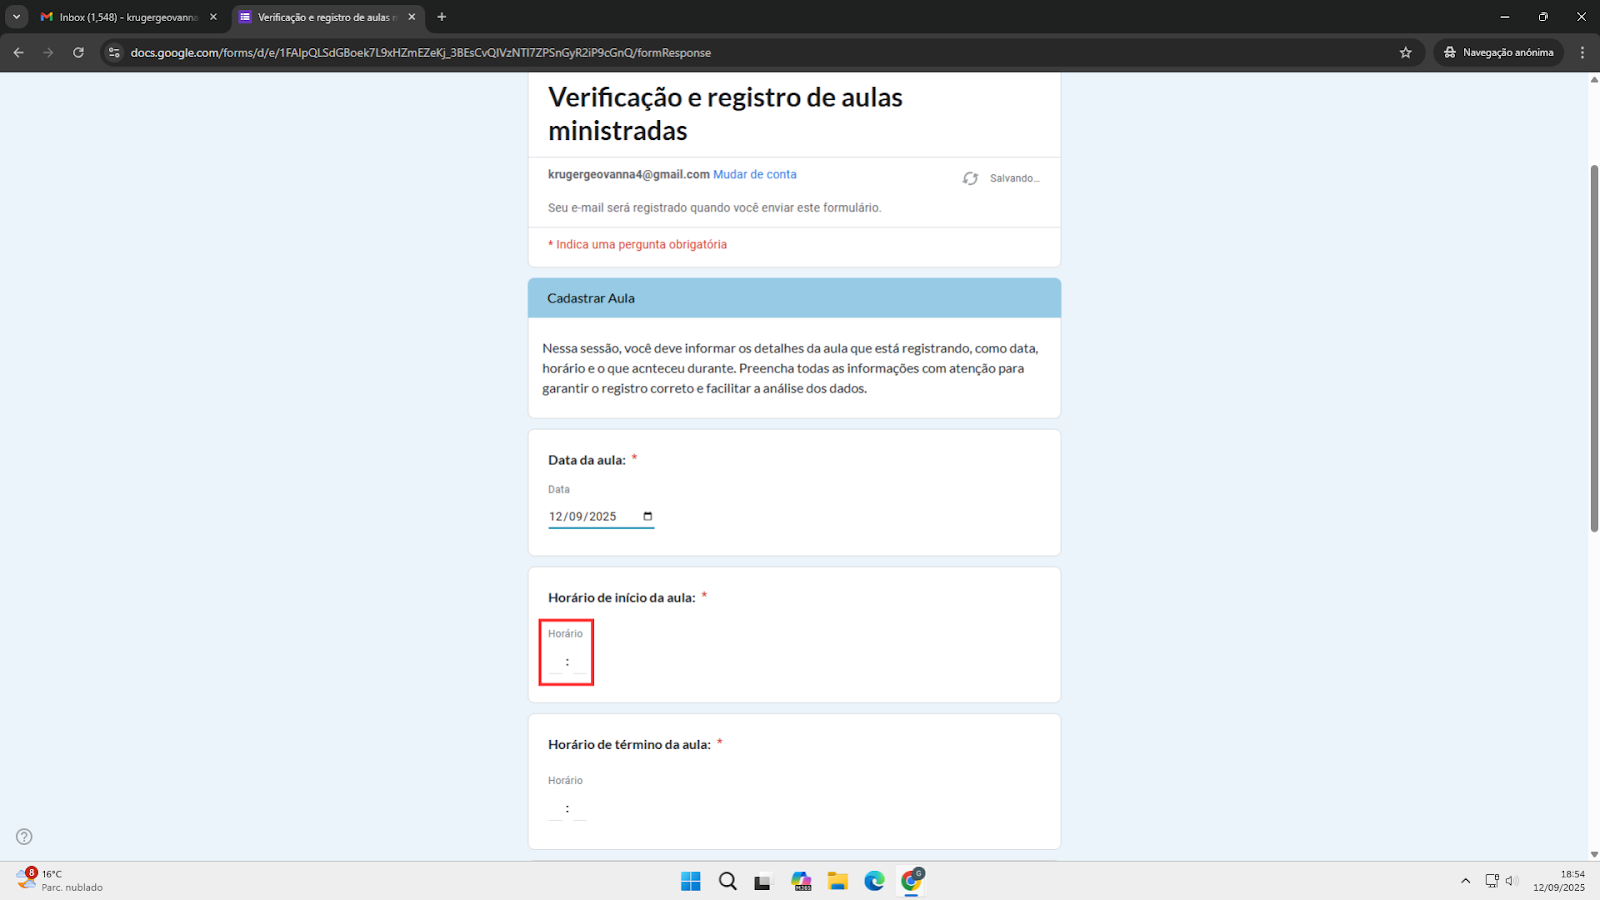 Inbox (1,548) - krugergeovanna
Verificação e registro de aulas n
docs.google.com/forms/d/e/1FAIpQLSdGBoek7L9xHZmEZeKj_3BEsCvQIVzNTI7ZPSnGyR2iP9cGnQ/formResponse
Navegação anónima
Verificação e registro de aulas
ministradas
krugergeovanna4@gmail.com Mudar de conta
Salvando...
Seu e-mail será registrado quando você enviar este formulário.
* Indica uma pergunta obrigatória
Cadastrar Aula
Nessa sessão, você deve informar os detalhes da aula que está registrando, como data,
horário e o que acnteceu durante. Preencha todas as informações com atenção para
garantir o registro correto e facilitar a análise dos dados.
Data da aula: *
Data
12/09/2025
Horário de início da aula: *
Horário
:
Horário de término da aula: *
Horário
:
8
16°C
Parc. nublado
M365
G
18:54
12/09/2025